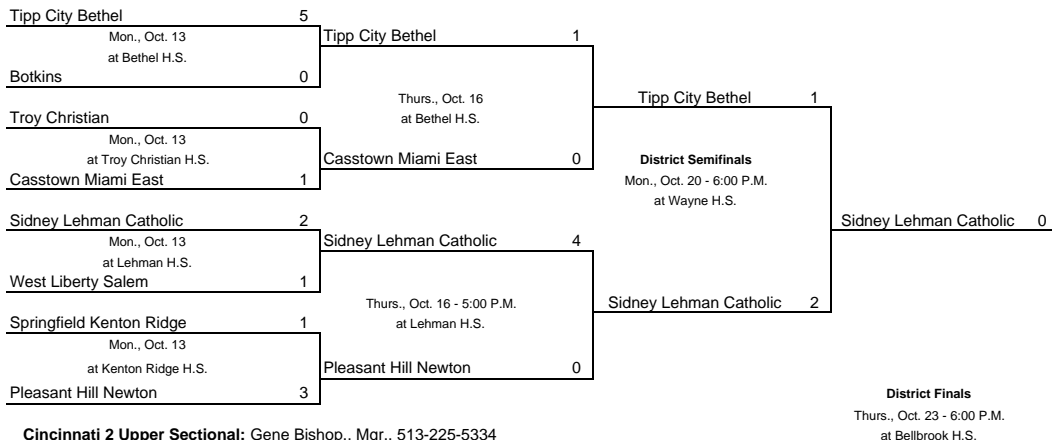 Tipp City Bethel 5
Mon., Oct. 13
at Bethel H.S.
Botkins 0
Troy Christian 0
Mon., Oct. 13
at Troy Christian H.S.
Casstown Miami East 1
Sidney Lehman Catholic 2
Mon., Oct. 13
at Lehman H.S.
West Liberty Salem 1
Springfield Kenton Ridge 1
Mon., Oct. 13
at Kenton Ridge H.S.
Pleasant Hill Newton 3
Tipp City Bethel 1
Thurs., Oct. 16
at Bethel H.S.
Casstown Miami East 0
Sidney Lehman Catholic 4
Thurs., Oct. 16 - 5:00 P.M.
at Lehman H.S.
Pleasant Hill Newton 0
Tipp City Bethel 1
District Semifinals
Mon., Oct. 20 - 6:00 P.M.
at Wayne H.S.
Sidney Lehman Catholic 2
Sidney Lehman Catholic 0
District Finals
Thurs., Oct. 23 - 6:00 P.M.
at Bellbrook H.S.
Cincinnati 2 Upper Sectional: Gene Bishop., Mgr., 513-225-5334